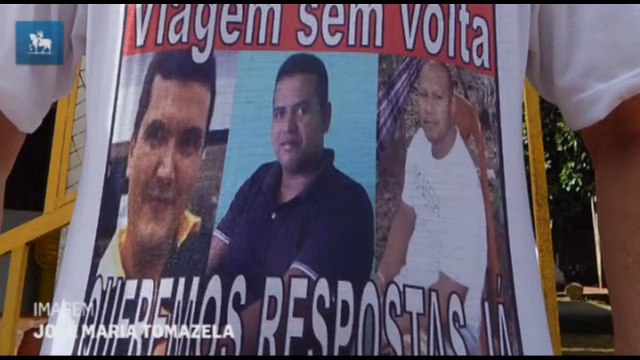 Viagem sem volta
QUEREMOS RESPOSTAS JÁ
IMAGEM
JOSÉ MARIA TOMAZELA